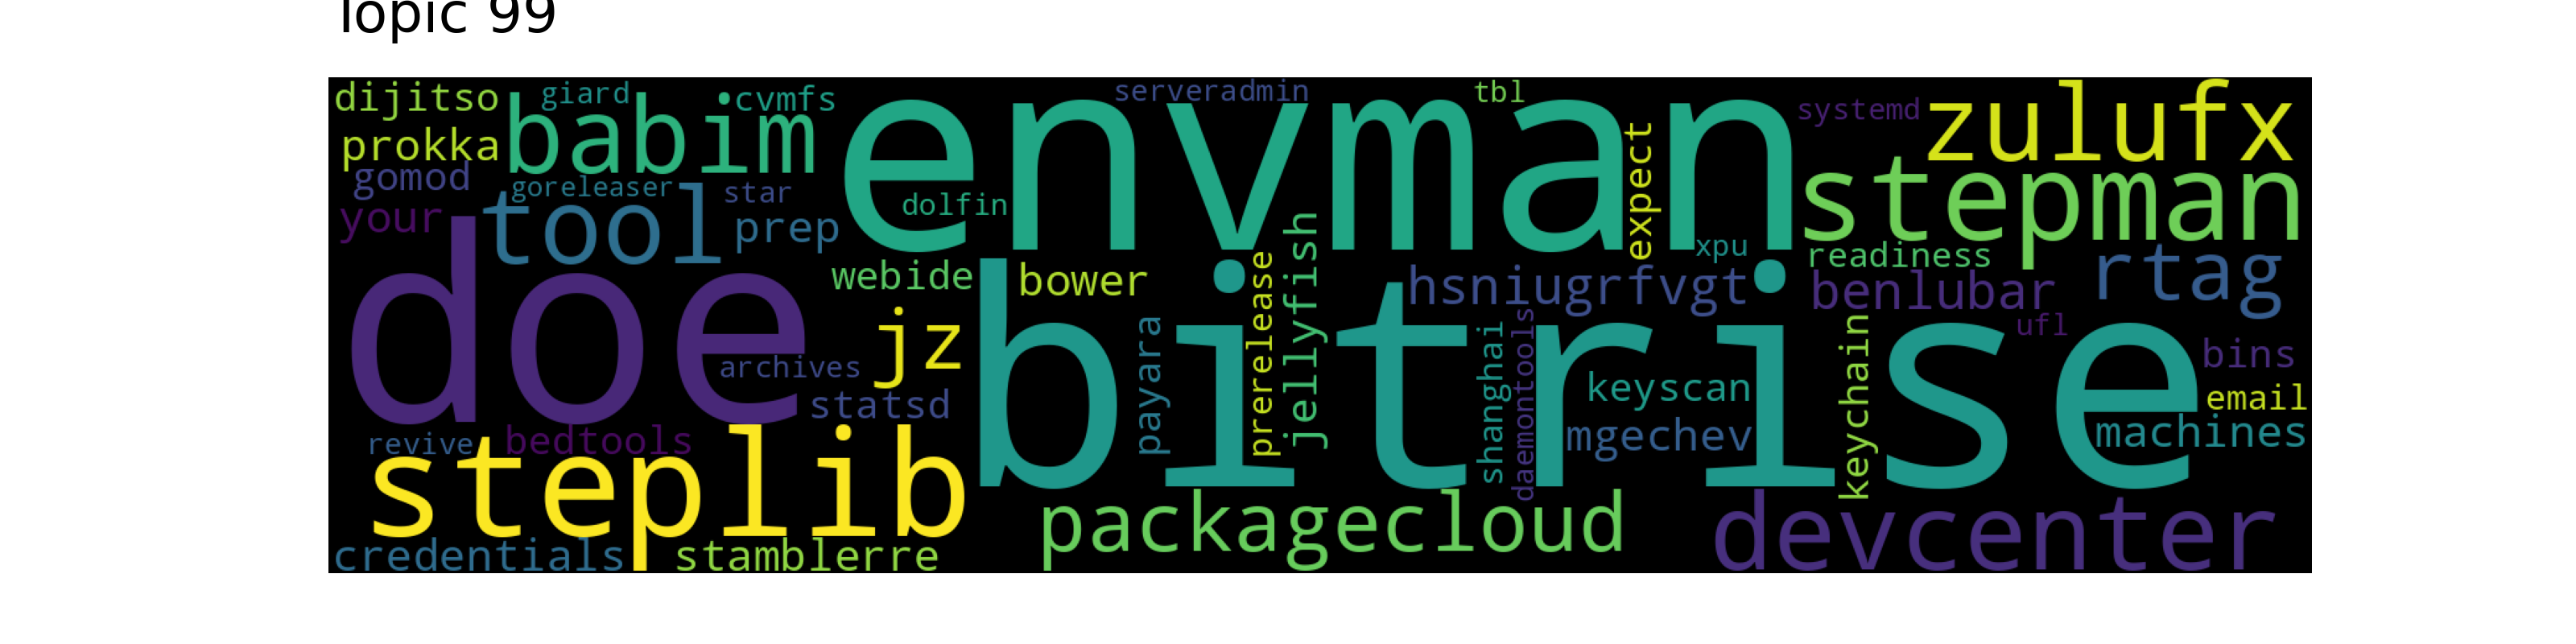 Topic 99
dijitso giard cvmfs serveradmin tbl systemd zulufx
prokka babim envman expect stepman
gomod goreleaser star dolfin
your tool prep jellyfish xpu readiness rtag
doe webide bower prerelease hsniugrfvgt benlubar
archives jz bitrise payara shanghai daemontools keychain ufl bins
statsd keyscan email
revive bedtools mgechev machines
steplib packagecloud devcenter
credentials stamblerre